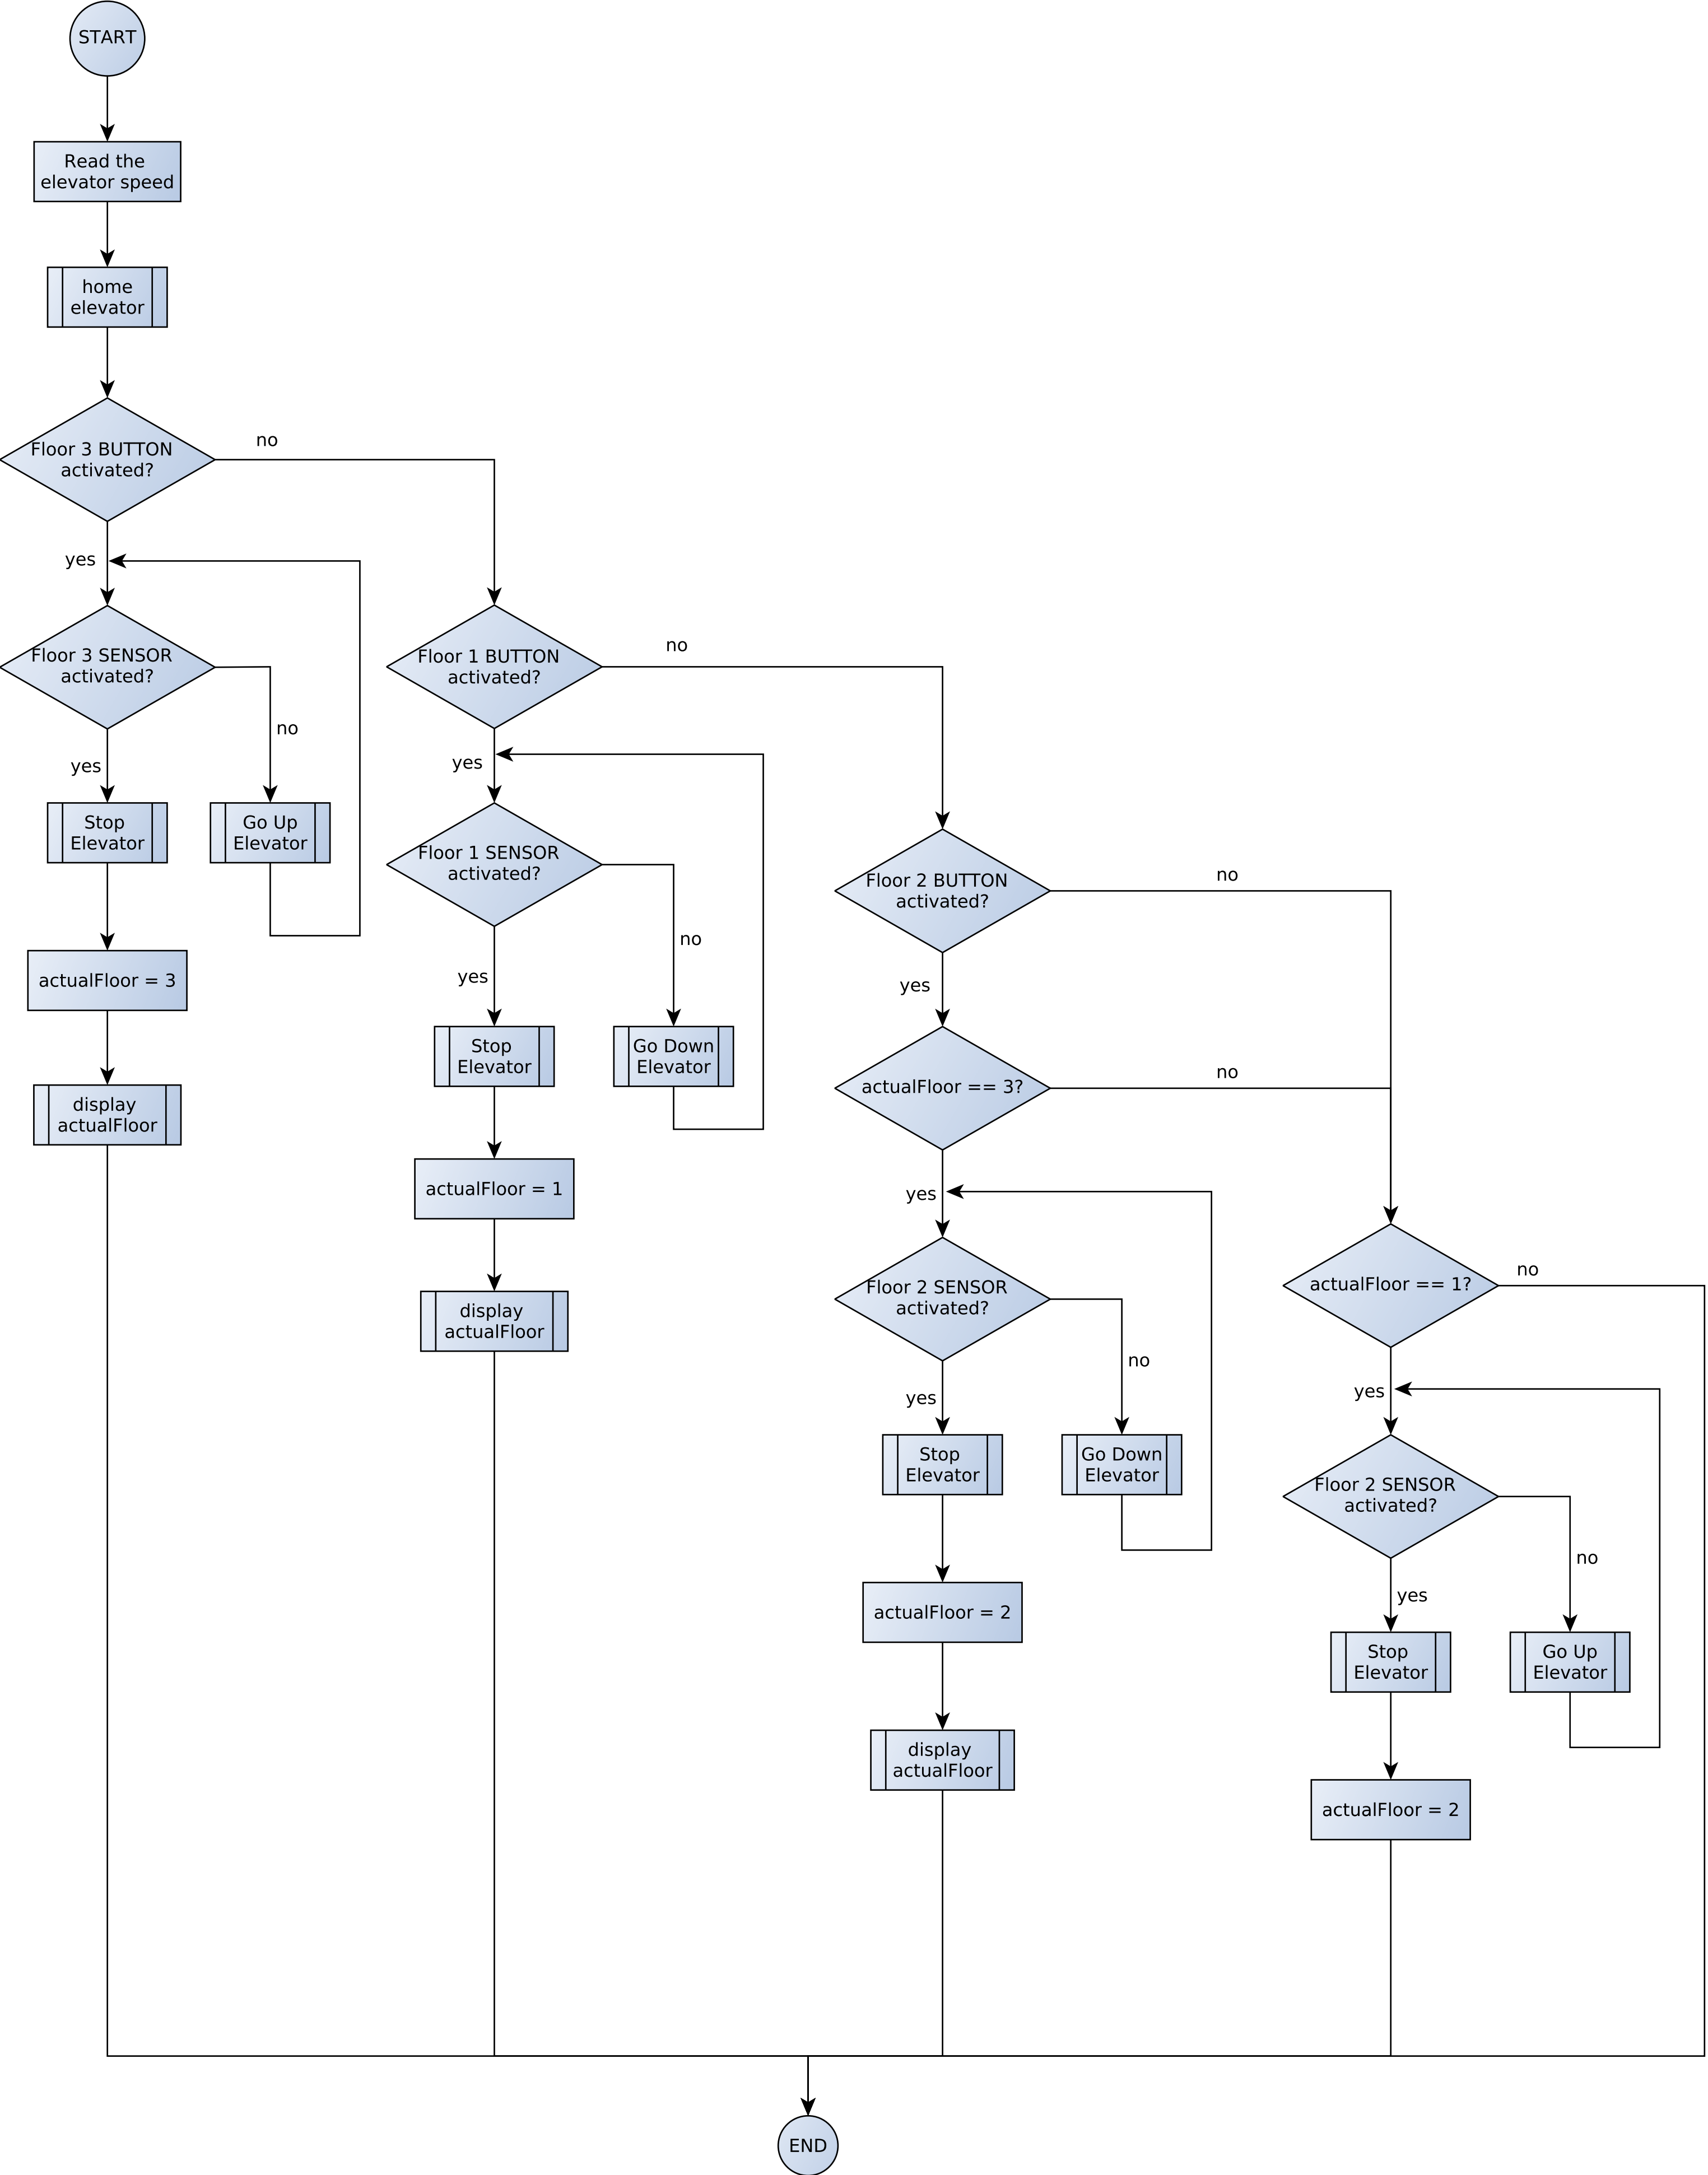 START
Read the
elevator speed
home
elevator
Floor 3 BUTTON
activated?
no
yes
Floor 3 SENSOR
activated?
no
yes
Stop
Elevator
Go Up
Elevator
actualFloor = 3
display
actualFloor
Floor 1 BUTTON
activated?
no
yes
Floor 1 SENSOR
activated?
no
yes
Stop
Elevator
Go Down
Elevator
actualFloor = 1
display
actualFloor
Floor 2 BUTTON
activated?
no
yes
actualFloor == 3?
no
yes
Floor 2 SENSOR
activated?
no
yes
Stop
Elevator
Go Down
Elevator
actualFloor = 2
display
actualFloor
actualFloor == 1?
no
yes
Floor 2 SENSOR
activated?
no
yes
Stop
Elevator
Go Up
Elevator
actualFloor = 2
END